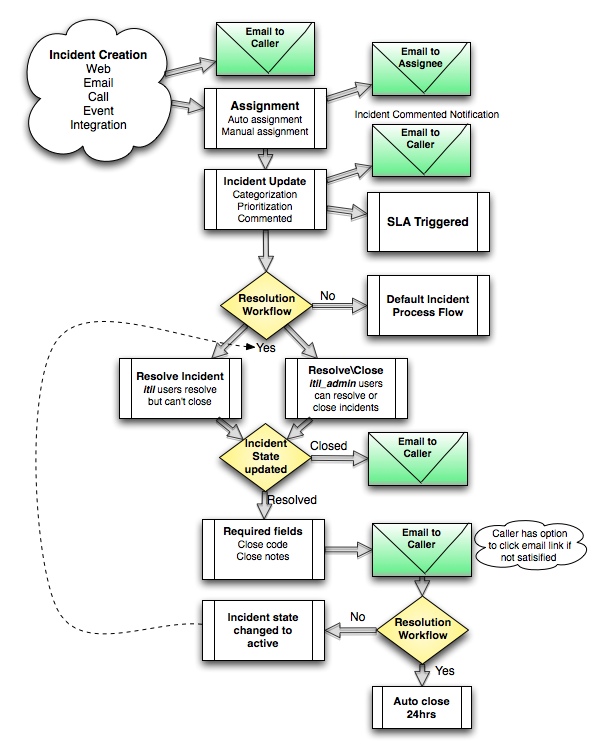 Incident Creation
Web
Email
Call
Event
Integration
Email to
Caller
Email to
Assignee
Assignment
Auto assignment
Manual assignment
Incident Commented Notification
Email to
Caller
Incident Update
Categorization
Prioritization
Commented
SLA Triggered
Resolution
Workflow
No
Default Incident
Process Flow
Yes
Resolve Incident
itil users resolve
but can't close
Resolve\Close
itil_admin users
can resolve or
close incidents
Incident
State
updated
Closed
Email to
Caller
Resolved
Required fields
Close code
Close notes
Email to
Caller
Caller has option
to click email link if
not satisified
Incident state
changed to
active
No
Resolution
Workflow
Yes
Auto close
24hrs